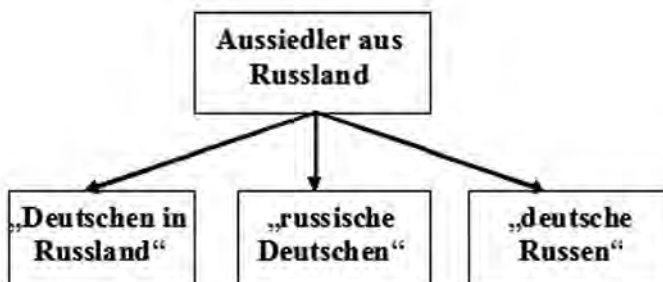 Aussiedler aus
Russland
„Deutschen in
Russland“
„russische
Deutschen“
„deutsche
Russen“